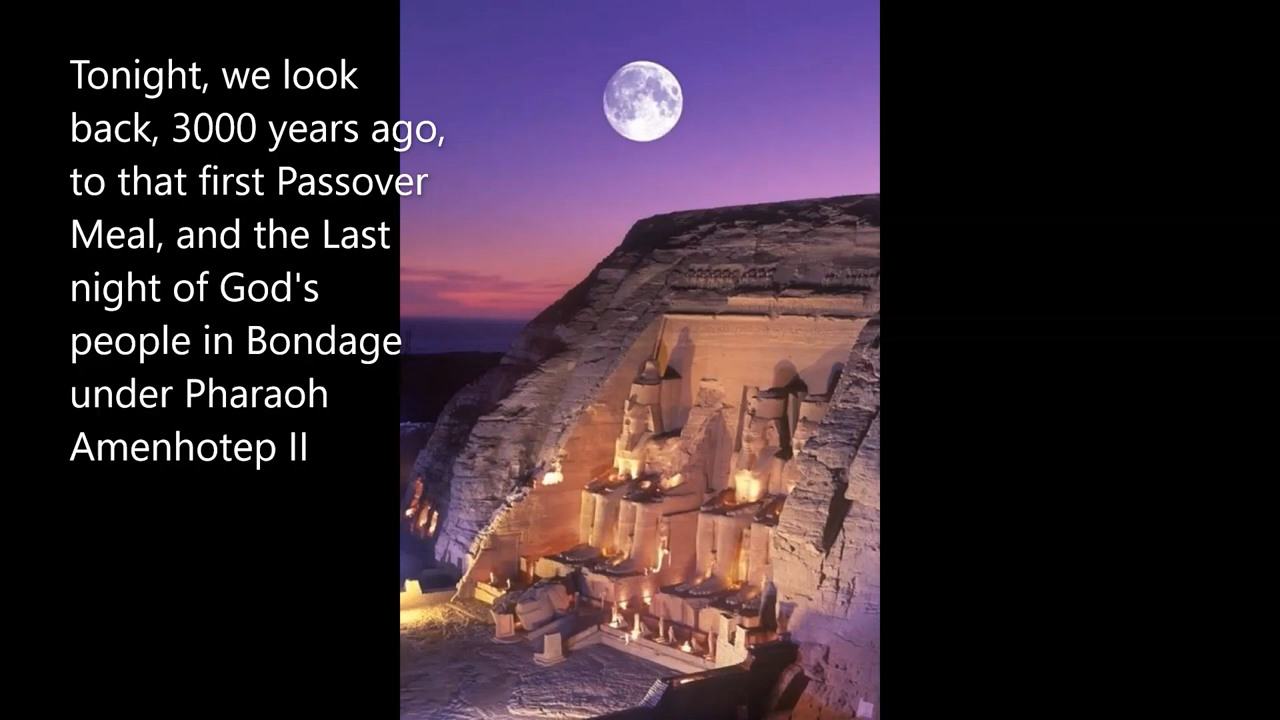 Tonight, we look
back, 3000 years ago,
to that first Passover
Meal, and the Last
night of God's
people in Bondage
under Pharaoh
Amenhotep II